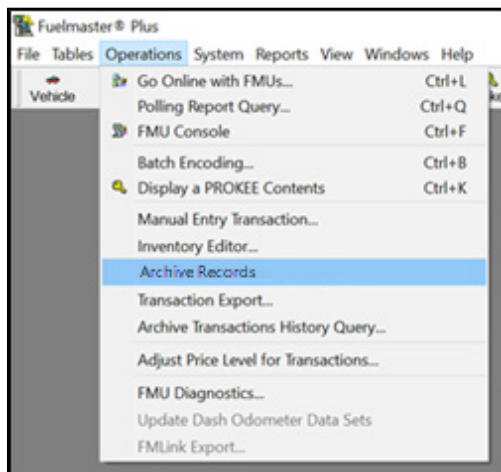 Fuelmaster® Plus
File Tables Operations System Reports View Windows Help
Vehicle
Go Online with FMUs... Ctrl+L
Polling Report Query... Ctrl+Q
FMU Console Ctrl+F
Batch Encoding... Ctrl+B
Display a PROKEE Contents Ctrl+K
Manual Entry Transaction...
Inventory Editor...
Archive Records
Transaction Export...
Archive Transactions History Query...
Adjust Price Level for Transactions...
FMU Diagnostics...
Update Dash Odometer Data Sets
FMLink Export...